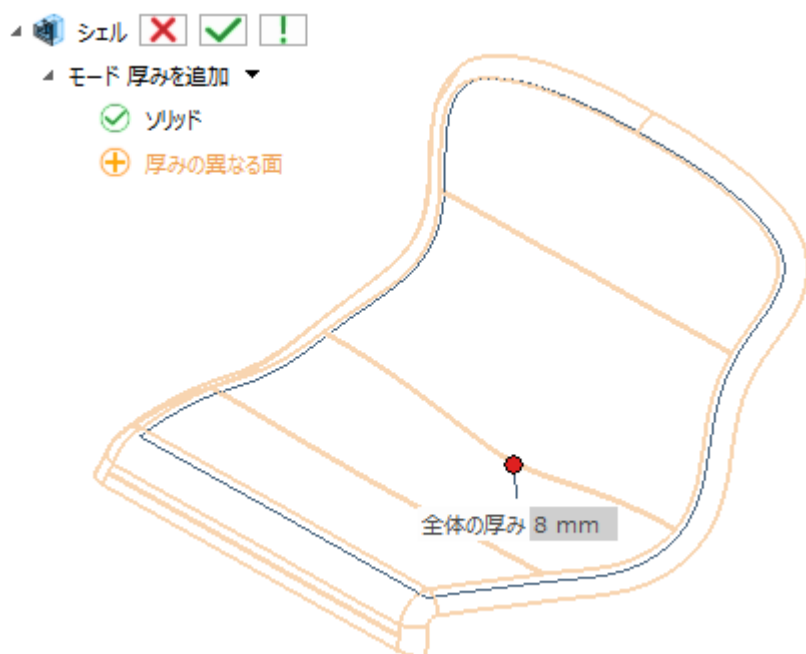 シェル
モード 厚みを追加
ソリッド
厚みの異なる面
全体の厚み 8 mm